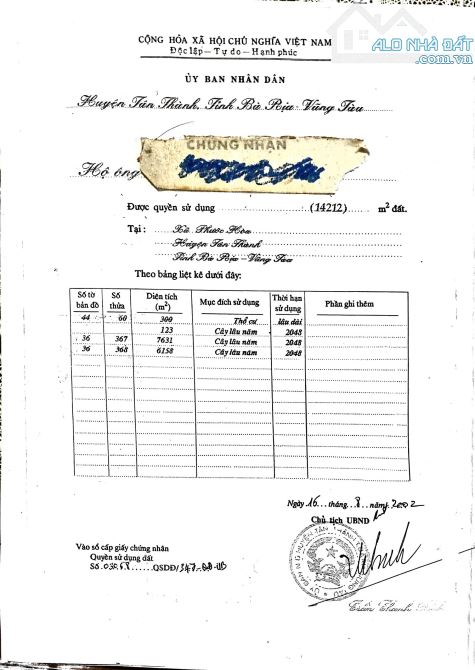 CỘNG HÒA XÃ HỘI CHỦ NGHĨA VIỆT NAM
Độc lập – Tự do – Hạnh phúc
ALO NHÀ ĐẤT
.com.vn
ỦY BAN NHÂN DÂN
Huyện Tân Thành, Tỉnh Bà Rịa - Vũng Tàu
CHỨNG NHẬN
Hộ ông
Được quyền sử dụng (14212) m² đất.
Tại : Xã Phước Hòa
Huyện Tân Thành
Tỉnh Bà Rịa - Vũng Tàu
Theo bảng liệt kê dưới đây:
Số tờ bản đồ Số thửa Diện tích (m²) Mục đích sử dụng Thời hạn sử dụng Phần ghi thêm
44 60 300 Thổ cư lâu dài
123 Cây lâu năm 2048
36 367 7631 Cây lâu năm 2048
36 368 6158 Cây lâu năm 2048
Ngày 16 tháng 8 năm 2002
Chủ tịch UBND
Vào sổ cấp giấy chứng nhân
Quyền sử dụng đất
Số QSDĐ/
Trần Thanh